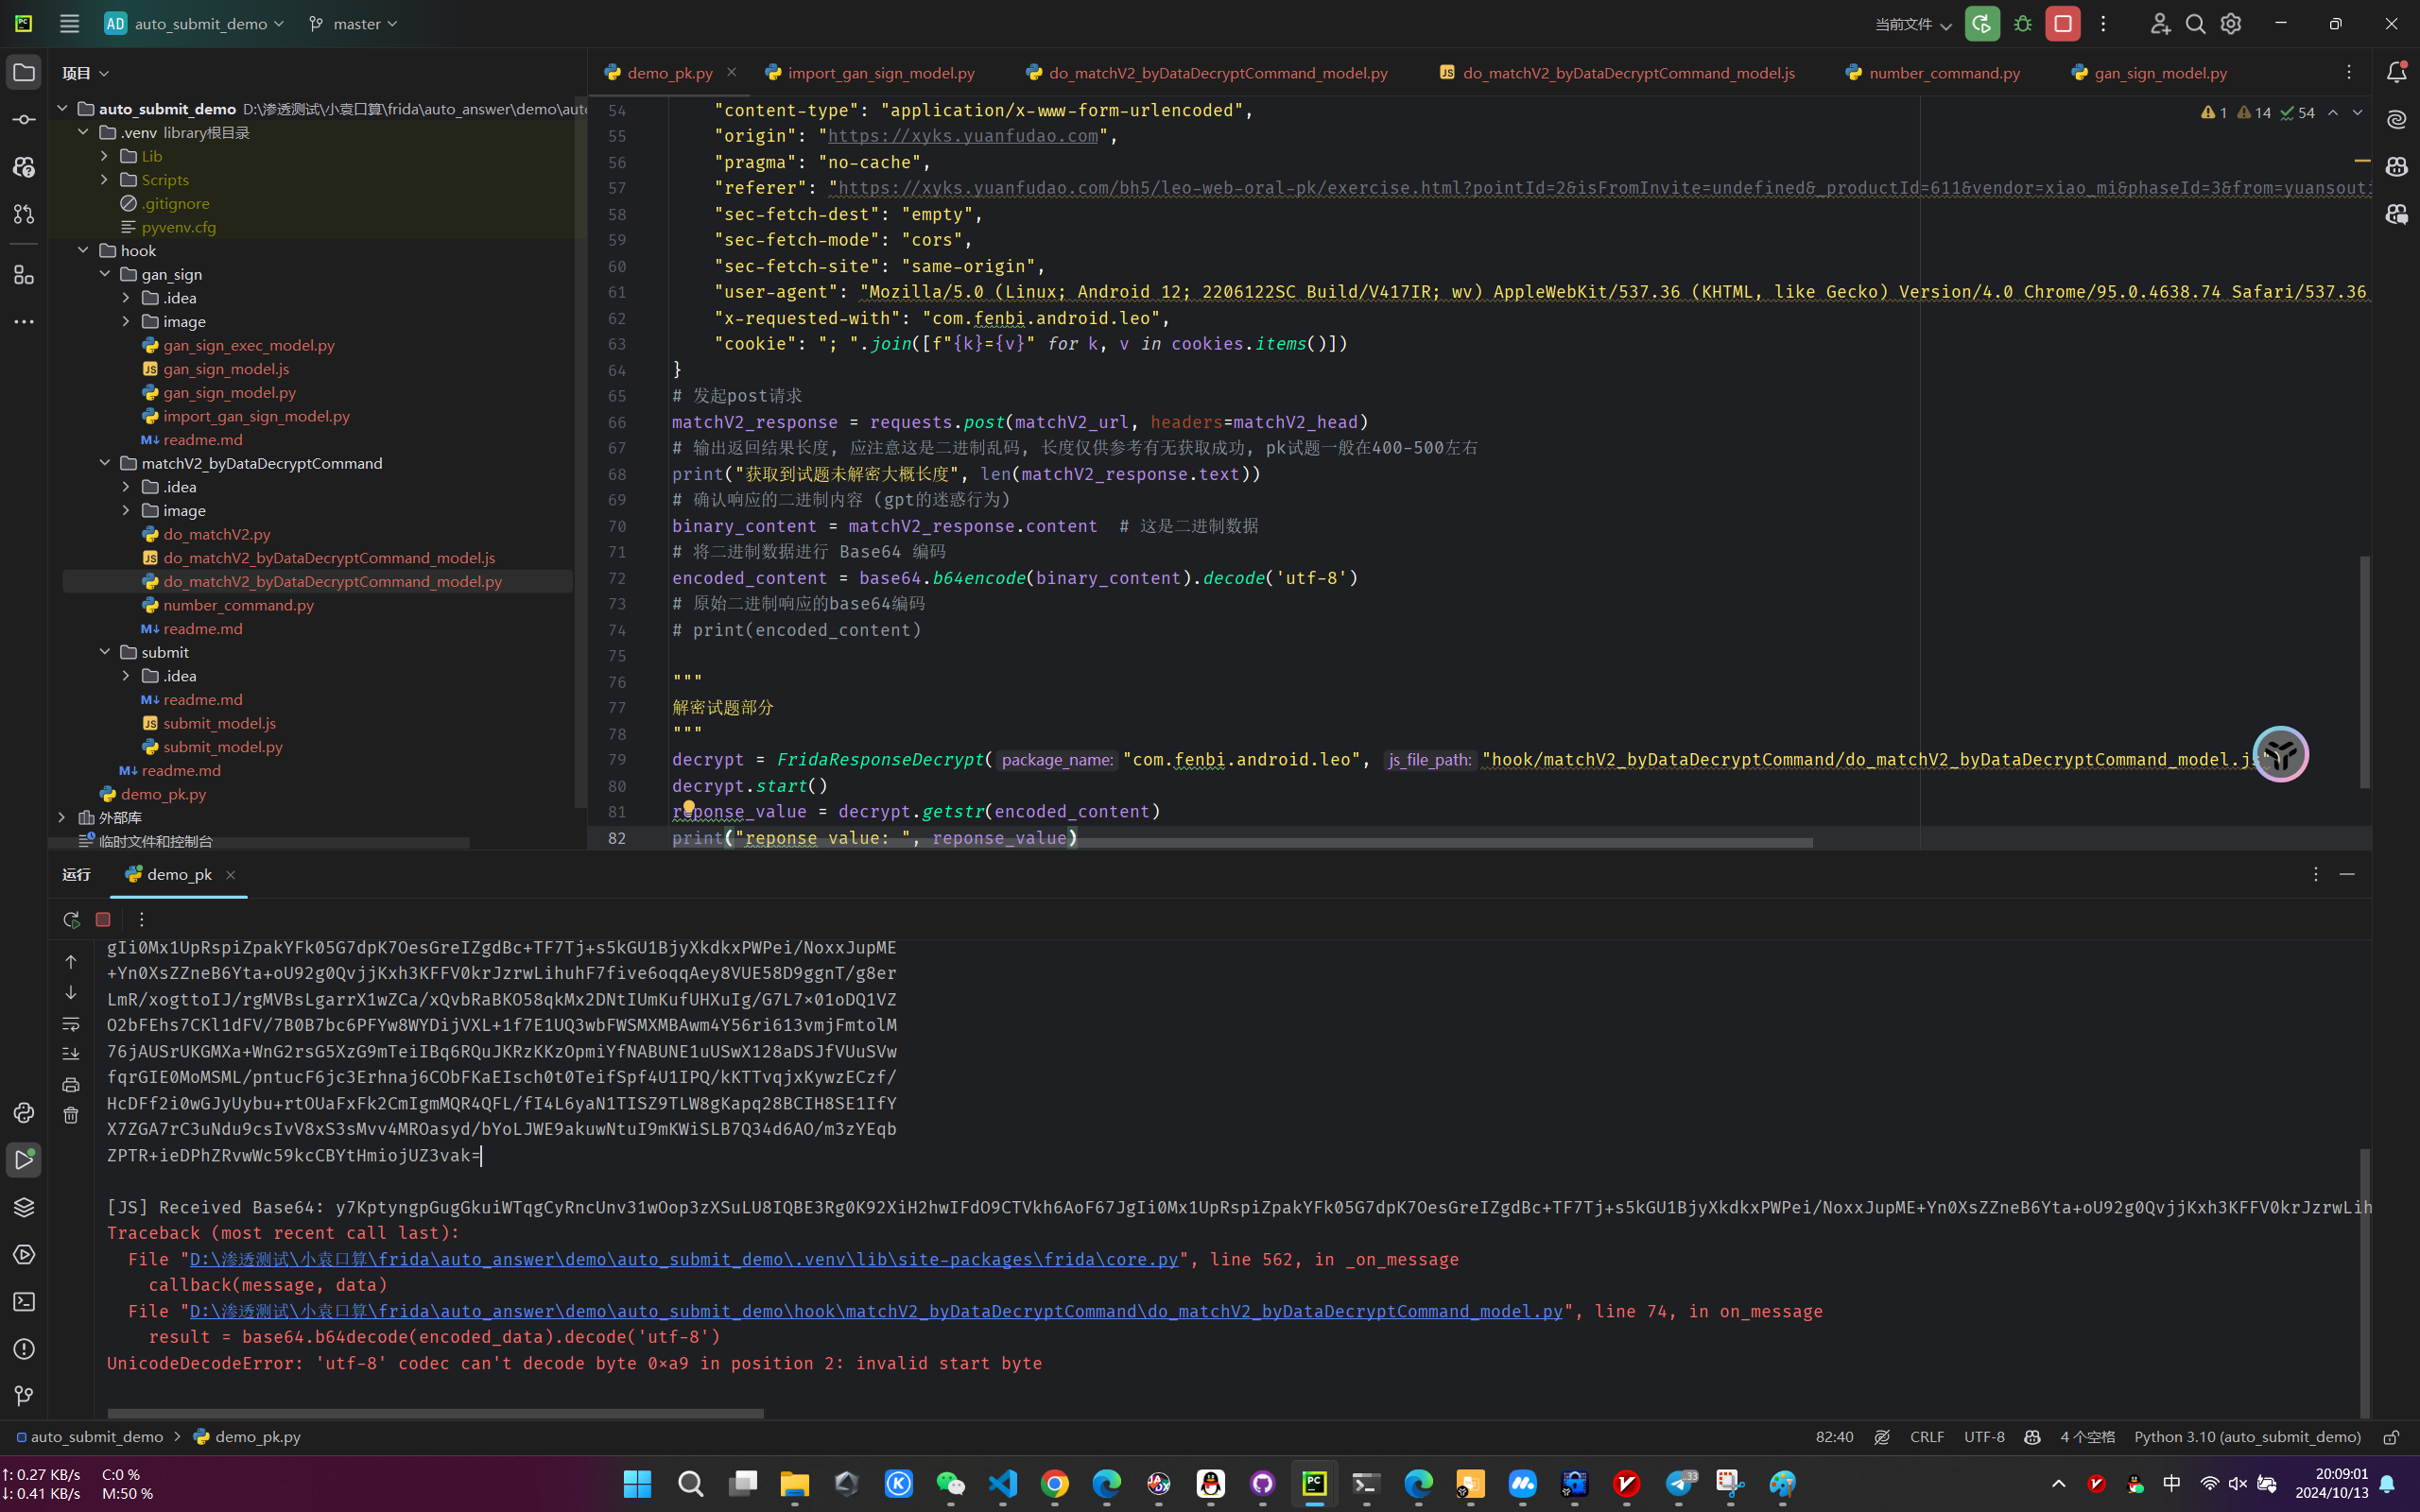 AD auto_submit_demo master 当前文件
项目
demo_pk.py import_gan_sign_model.py do_matchV2_byDataDecryptCommand_model.py do_matchV2_byDataDecryptCommand_model.js number_command.py gan_sign_model.py
auto_submit_demo D:\渗透测试\小袁口算\frida\auto_answer\demo\auto
.venv library根目录
Lib
Scripts
.gitignore
pyvenv.cfg
hook
gan_sign
.idea
image
gan_sign_exec_model.py
gan_sign_model.js
gan_sign_model.py
import_gan_sign_model.py
readme.md
matchV2_byDataDecryptCommand
.idea
image
do_matchV2.py
do_matchV2_byDataDecryptCommand_model.js
do_matchV2_byDataDecryptCommand_model.py
number_command.py
readme.md
submit
.idea
readme.md
submit_model.js
submit_model.py
readme.md
demo_pk.py
外部库
临时文件和控制台
1 14 54
54 "content-type": "application/x-www-form-urlencoded",
55 "origin": "https://xyks.yuanfudao.com",
56 "pragma": "no-cache",
57 "referer": "https://xyks.yuanfudao.com/bh5/leo-web-oral-pk/exercise.html?pointId=2&isFromInvite=undefined&_productId=611&vendor=xiao_mi&phaseId=3&from=yuansouti
58 "sec-fetch-dest": "empty",
59 "sec-fetch-mode": "cors",
60 "sec-fetch-site": "same-origin",
61 "user-agent": "Mozilla/5.0 (Linux; Android 12; 2206122SC Build/V417IR; wv) AppleWebKit/537.36 (KHTML, like Gecko) Version/4.0 Chrome/95.0.4638.74 Safari/537.36
62 "x-requested-with": "com.fenbi.android.leo",
63 "cookie": "; ".join([f"{k}={v}" for k, v in cookies.items()])
64 }
65 # 发起post请求
66 matchV2_response = requests.post(matchV2_url, headers=matchV2_head)
67 # 输出返回结果长度, 应注意这是二进制乱码, 长度仅供参考有无获取成功, pk试题一般在400-500左右
68 print("获取到试题未解密大概长度", len(matchV2_response.text))
69 # 确认响应的二进制内容 (gpt的迷惑行为)
70 binary_content = matchV2_response.content  # 这是二进制数据
71 # 将二进制数据进行 Base64 编码
72 encoded_content = base64.b64encode(binary_content).decode('utf-8')
73 # 原始二进制响应的base64编码
74 # print(encoded_content)
75
76 """
77 解密试题部分
78 """
79 decrypt = FridaResponseDecrypt( package_name: "com.fenbi.android.leo", js_file_path: "hook/matchV2_byDataDecryptCommand/do_matchV2_byDataDecryptCommand_model.js")
80 decrypt.start()
81 reponse_value = decrypt.getstr(encoded_content)
82 print("reponse value: ", reponse_value)
运行 demo_pk
gIi0Mx1UpRspiZpakYFk05G7dpK7OesGreIZgdBc+TF7Tj+s5kGU1BjyXkdkxPWPei/NoxxJupME
+Yn0XsZZneB6Yta+oU92g0QvjjKxh3KFFV0krJzrwLihuhF7five6oqqAey8VUE58D9ggnT/g8er
LmR/xogttoIJ/rgMVBsLgarrX1wZCa/xQvbRaBKO58qkMx2DNtIUmKufUHXuIg/G7L7x01oDQ1VZ
O2bFEhs7CKl1dFV/7B0B7bc6PFYw8WYDijVXL+1f7E1UQ3wbFWSMXMBAwm4Y56ri613vmjFmtolM
76jAUSrUKGMXa+WnG2rsG5XzG9mTeiIBq6RQuJKRzKKzOpmiYfNABUNE1uUSwX128aDSJfVUuSVw
fqrGIE0MoMSML/pntucF6jc3Erhnaj6CObFKaEIsch0t0TeifSpf4U1IPQ/kKTTvqjxKywzECzf/
HcDFf2i0wGJyUybu+rtOUaFxFk2CmIgmMQR4QFL/fI4L6yaN1TISZ9TLW8gKapq28BCIH8SE1IfY
X7ZGA7rC3uNdu9csIvV8xS3sMvv4MROasyd/bYoLJWE9akuwNtuI9mKWiSLB7Q34d6AO/m3zYEqb
ZPTR+ieDPhZRvwWc59kcCBYtHmiojUZ3vak=
[JS] Received Base64: y7KptyngpGugGkuiWTqgCyRncUnv31wOop3zXSuLU8IQBE3Rg0K92XiH2hwIFdO9CTVkh6AoF67JgIi0Mx1UpRspiZpakYFk05G7dpK7OesGreIZgdBc+TF7Tj+s5kGU1BjyXkdkxPWPei/NoxxJupME+Yn0XsZZneB6Yta+oU92g0QvjjKxh3KFFV0krJzrwLih
Traceback (most recent call last):
File "D:\渗透测试\小袁口算\frida\auto_answer\demo\auto_submit_demo\.venv\lib\site-packages\frida\core.py", line 562, in _on_message
callback(message, data)
File "D:\渗透测试\小袁口算\frida\auto_answer\demo\auto_submit_demo\hook\matchV2_byDataDecryptCommand\do_matchV2_byDataDecryptCommand_model.py", line 74, in on_message
result = base64.b64decode(encoded_data).decode('utf-8')
UnicodeDecodeError: 'utf-8' codec can't decode byte 0xa9 in position 2: invalid start byte
auto_submit_demo > demo_pk.py 82:40 CRLF UTF-8 4 个空格 Python 3.10 (auto_submit_demo)
↑: 0.27 KB/s C:0 %
↓: 0.41 KB/s M:50 %
33
中
20:09:01
2024/10/13